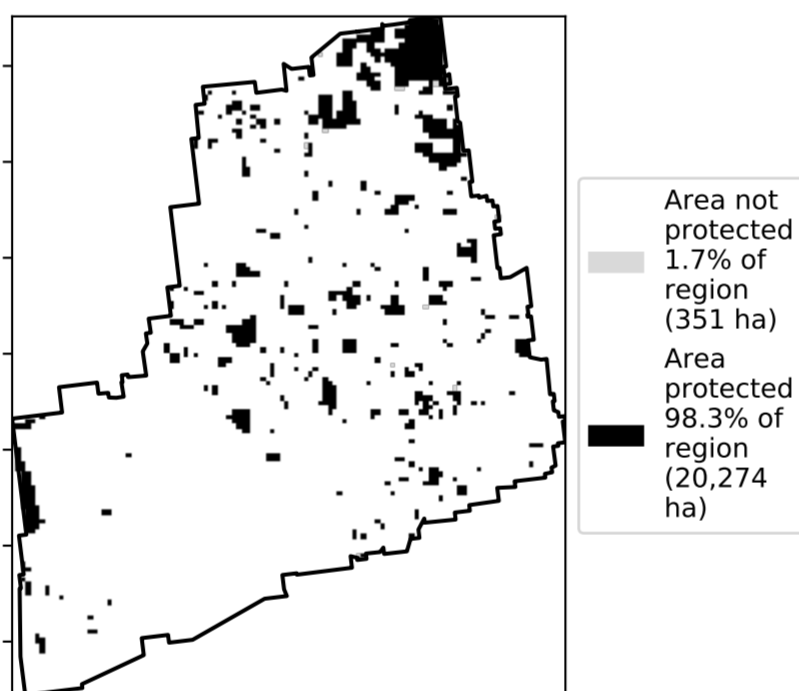 Area not
protected
1.7% of
region
(351 ha)
Area
protected
98.3% of
region
(20,274
ha)